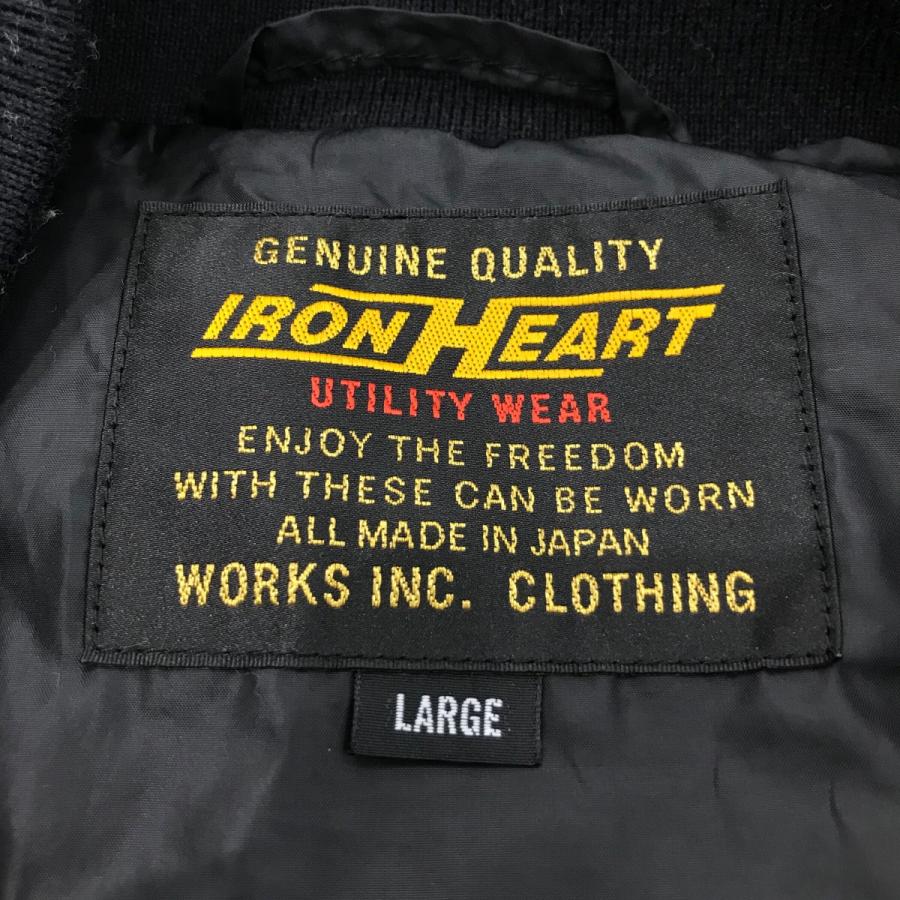 GENUINE QUALITY
IRON HEART
UTILITY WEAR
ENJOY THE FREEDOM
WITH THESE CAN BE WORN
ALL MADE IN JAPAN
WORKS INC. CLOTHING
LARGE